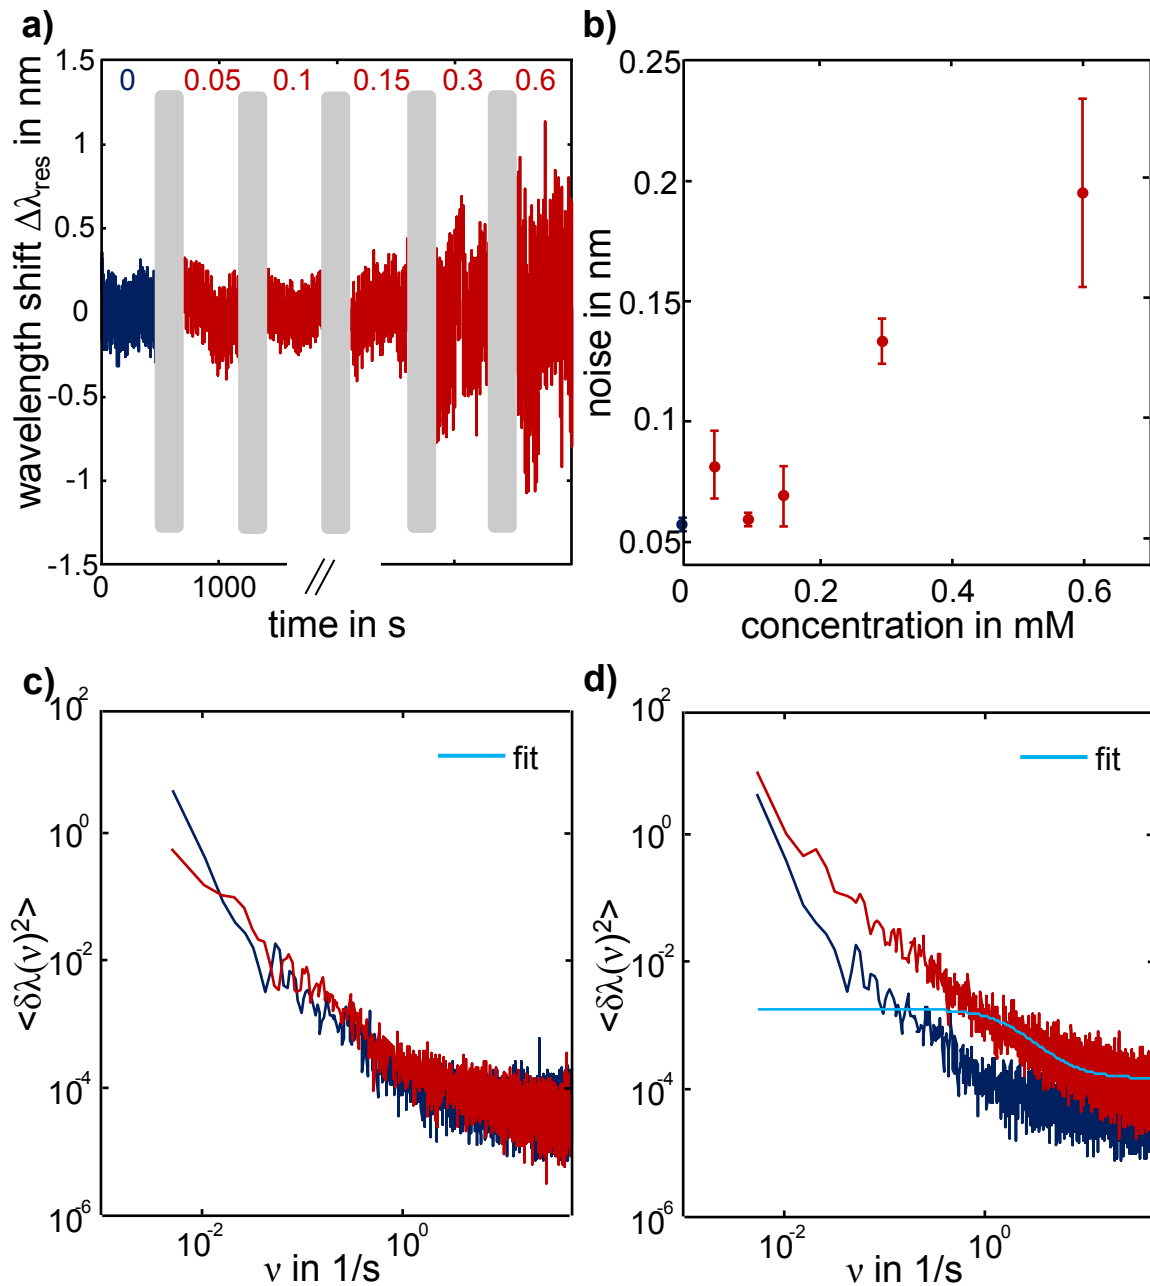 a)
1.5
1
0.5
0
-0.5
-1
-1.5
wavelength shift Δλres in nm
0 0.05 0.1 0.15 0.3 0.6
0 1000 //
time in s
b)
0.25
0.2
0.15
0.1
0.05
noise in nm
0 0.2 0.4 0.6
concentration in mM
c)
10^2
10^0
10^-2
10^-4
10^-6
<δλ(ν)^2>
fit
10^-2 10^0
ν in 1/s
d)
10^2
10^0
10^-2
10^-4
10^-6
<δλ(ν)^2>
fit
10^-2 10^0
ν in 1/s